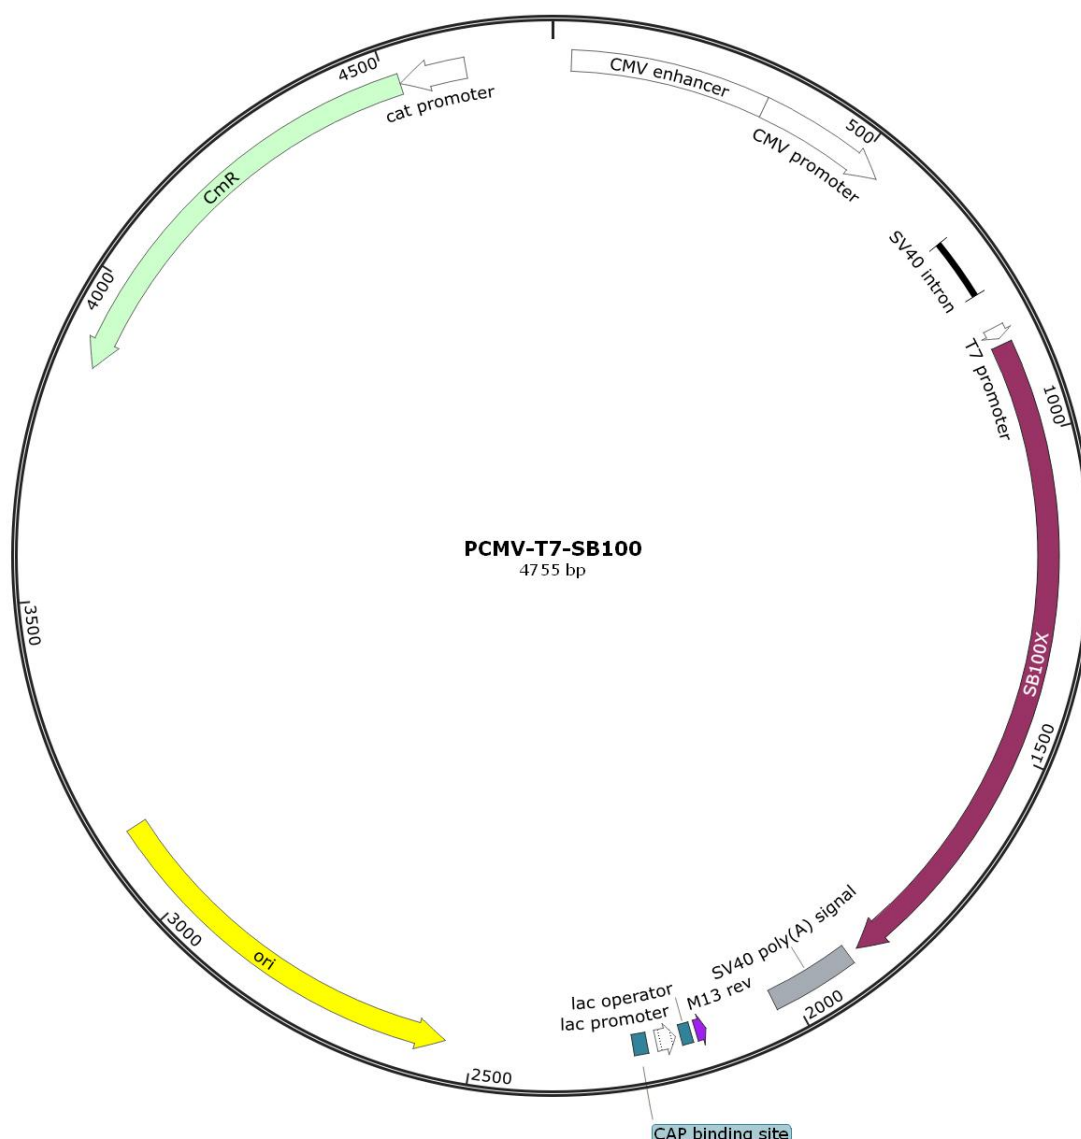 4500
cat promoter
CMV enhancer
500
CMV promoter
CmR
4000
SV40 intron
T7 promoter
1000
PCMV-T7-SB100
4755 bp
3500
SB100X
1500
SV40 poly(A) signal
3000
ori
lac operator
M13 rev
lac promoter
2000
2500
CAP binding site